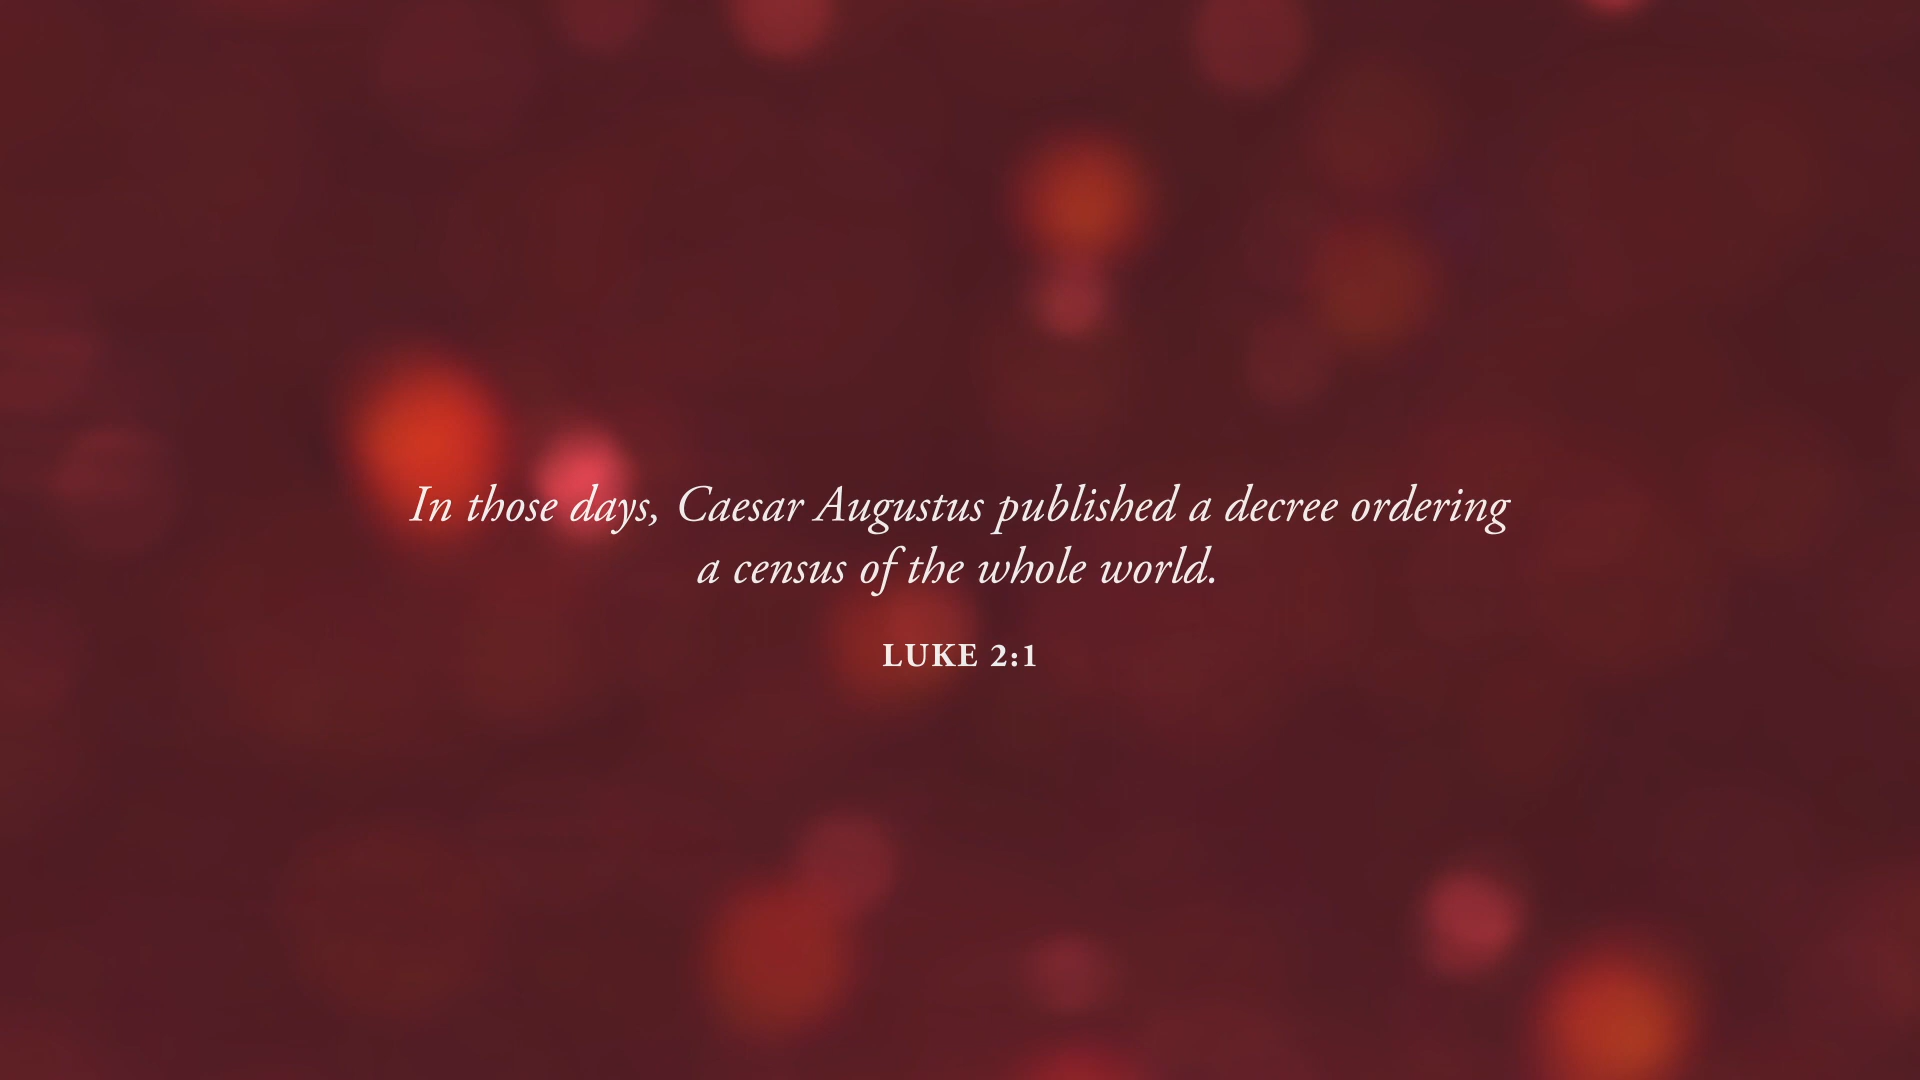 In those days, Caesar Augustus published a decree ordering
a census of the whole world.
LUKE 2:1